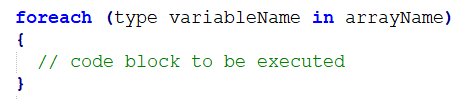 foreach (type variableName in arrayName)
{
  // code block to be executed
}